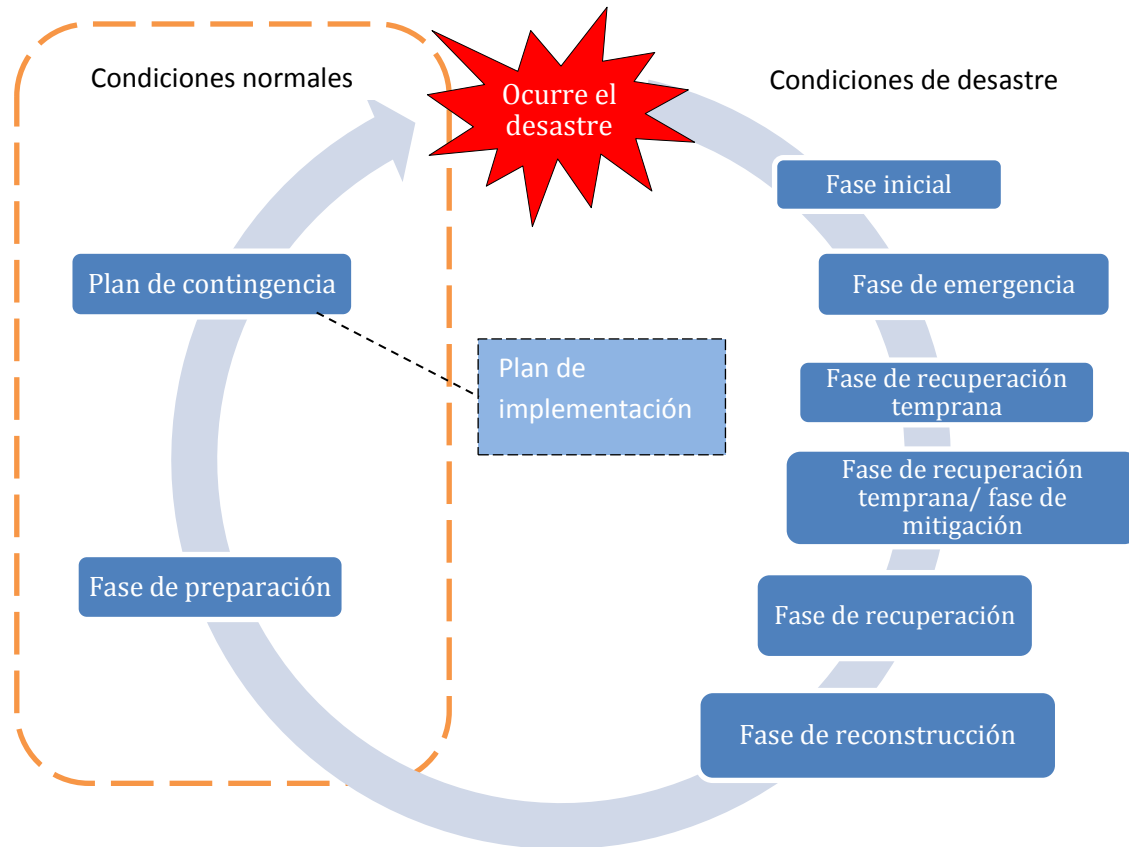 Condiciones normales
Ocurre el
desastre
Condiciones de desastre
Fase inicial
Fase de emergencia
Fase de recuperación
temprana
Fase de recuperación
temprana/ fase de
mitigación
Fase de recuperación
Fase de reconstrucción
Fase de preparación
Plan de contingencia
Plan de
implementación